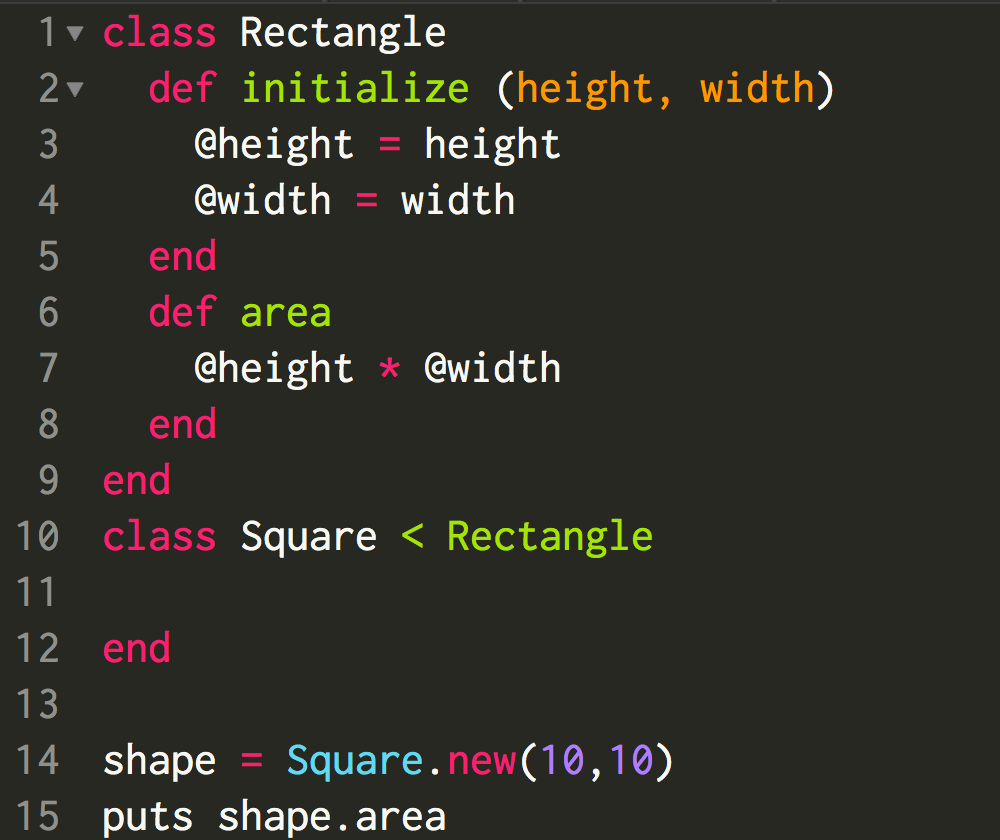 1 class Rectangle
2 def initialize (height, width)
3 @height = height
4 @width = width
5 end
6 def area
7 @height * @width
8 end
9 end
10 class Square < Rectangle
11
12 end
13
14 shape = Square.new(10,10)
15 puts shape.area